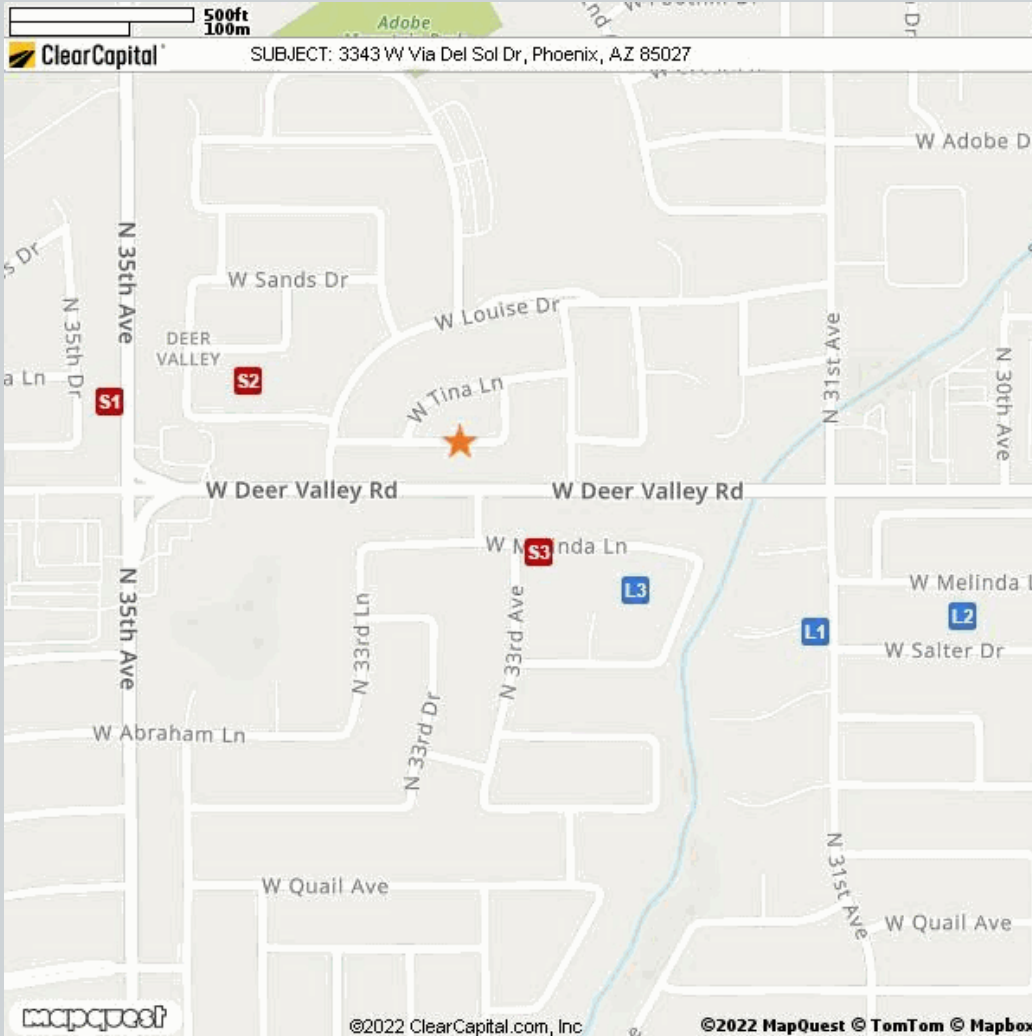 500ft
100m
Adobe
ClearCapital
SUBJECT: 3343 W Via Del Sol Dr, Phoenix, AZ 85027
Dr
W Adobe D
N 35th Ave
s Dr
W Sands Dr
N 35th Dr
W Louise Dr
DEER
VALLEY
N 31st Ave
N 30th Ave
a Ln
S1
S2
W Tina Ln
W Deer Valley Rd
W Deer Valley Rd
W M
S3
nda Ln
N 35th Ave
L3
W Melinda L
L2
L1
N 33rd Ln
N 33rd Ave
W Salter Dr
W Abraham Ln
N 33rd Dr
N 31st Ave
W Quail Ave
W Quail Ave
mapquest
©2022 ClearCapital.com, Inc
©2022 MapQuest © TomTom © Mapbox